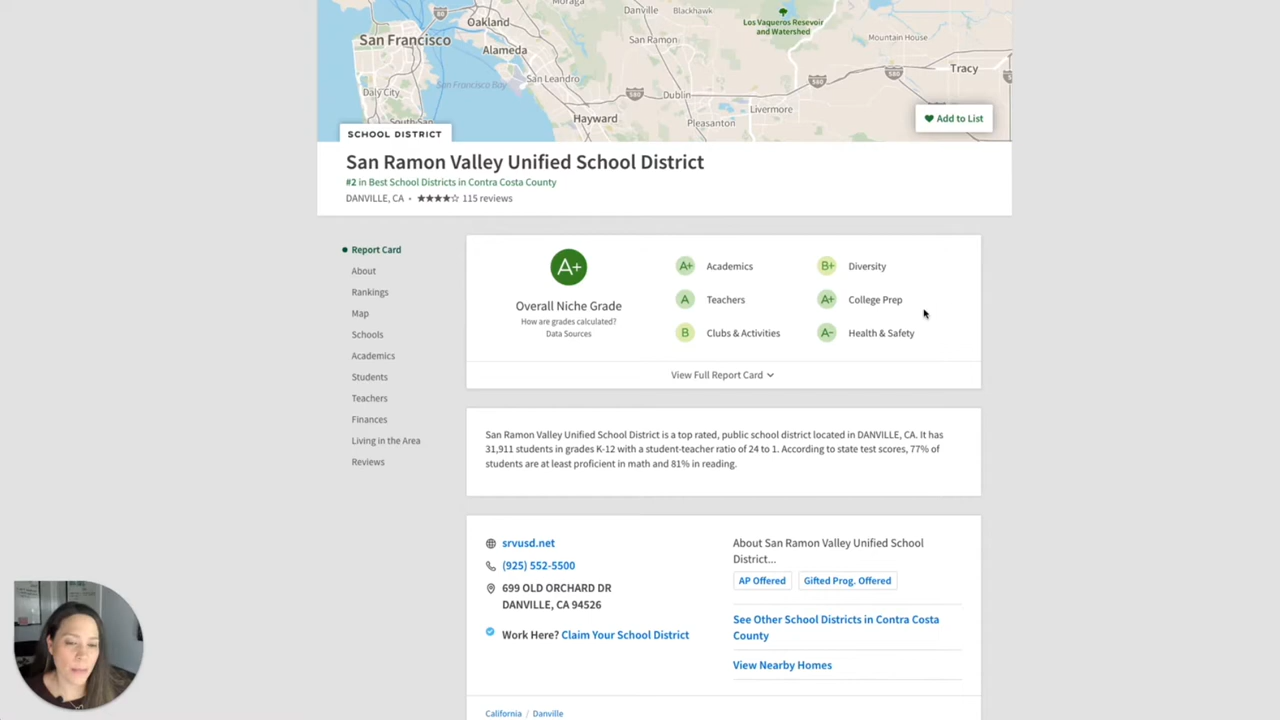 Moraga
Danville
Blackhawk
Los Vaqueros Resevoir
and Watershed
80
Oakland
San Francisco
San Ramon
Mountain House
Alameda
580
580
Tracy
San Leandro
San Francisco Bay
Daly City
Dublin
580
Livermore
Hayward
Pleasanton
Add to List
SCHOOL DISTRICT
San Ramon Valley Unified School District
#2 in Best School Districts in Contra Costa County
DANVILLE, CA • ★★★★☆ 115 reviews
Report Card
About
Rankings
Map
Schools
Academics
Students
Teachers
Finances
Living in the Area
Reviews
A+
Overall Niche Grade
How are grades calculated?
Data Sources
A+ Academics
A Teachers
B Clubs & Activities
B+ Diversity
A+ College Prep
A- Health & Safety
View Full Report Card
San Ramon Valley Unified School District is a top rated, public school district located in DANVILLE, CA. It has
31,911 students in grades K-12 with a student-teacher ratio of 24 to 1. According to state test scores, 77% of
students are at least proficient in math and 81% in reading.
srvusd.net
(925) 552-5500
699 OLD ORCHARD DR
DANVILLE, CA 94526
Work Here? Claim Your School District
About San Ramon Valley Unified School
District...
AP Offered
Gifted Prog. Offered
See Other School Districts in Contra Costa
County
View Nearby Homes
California / Danville